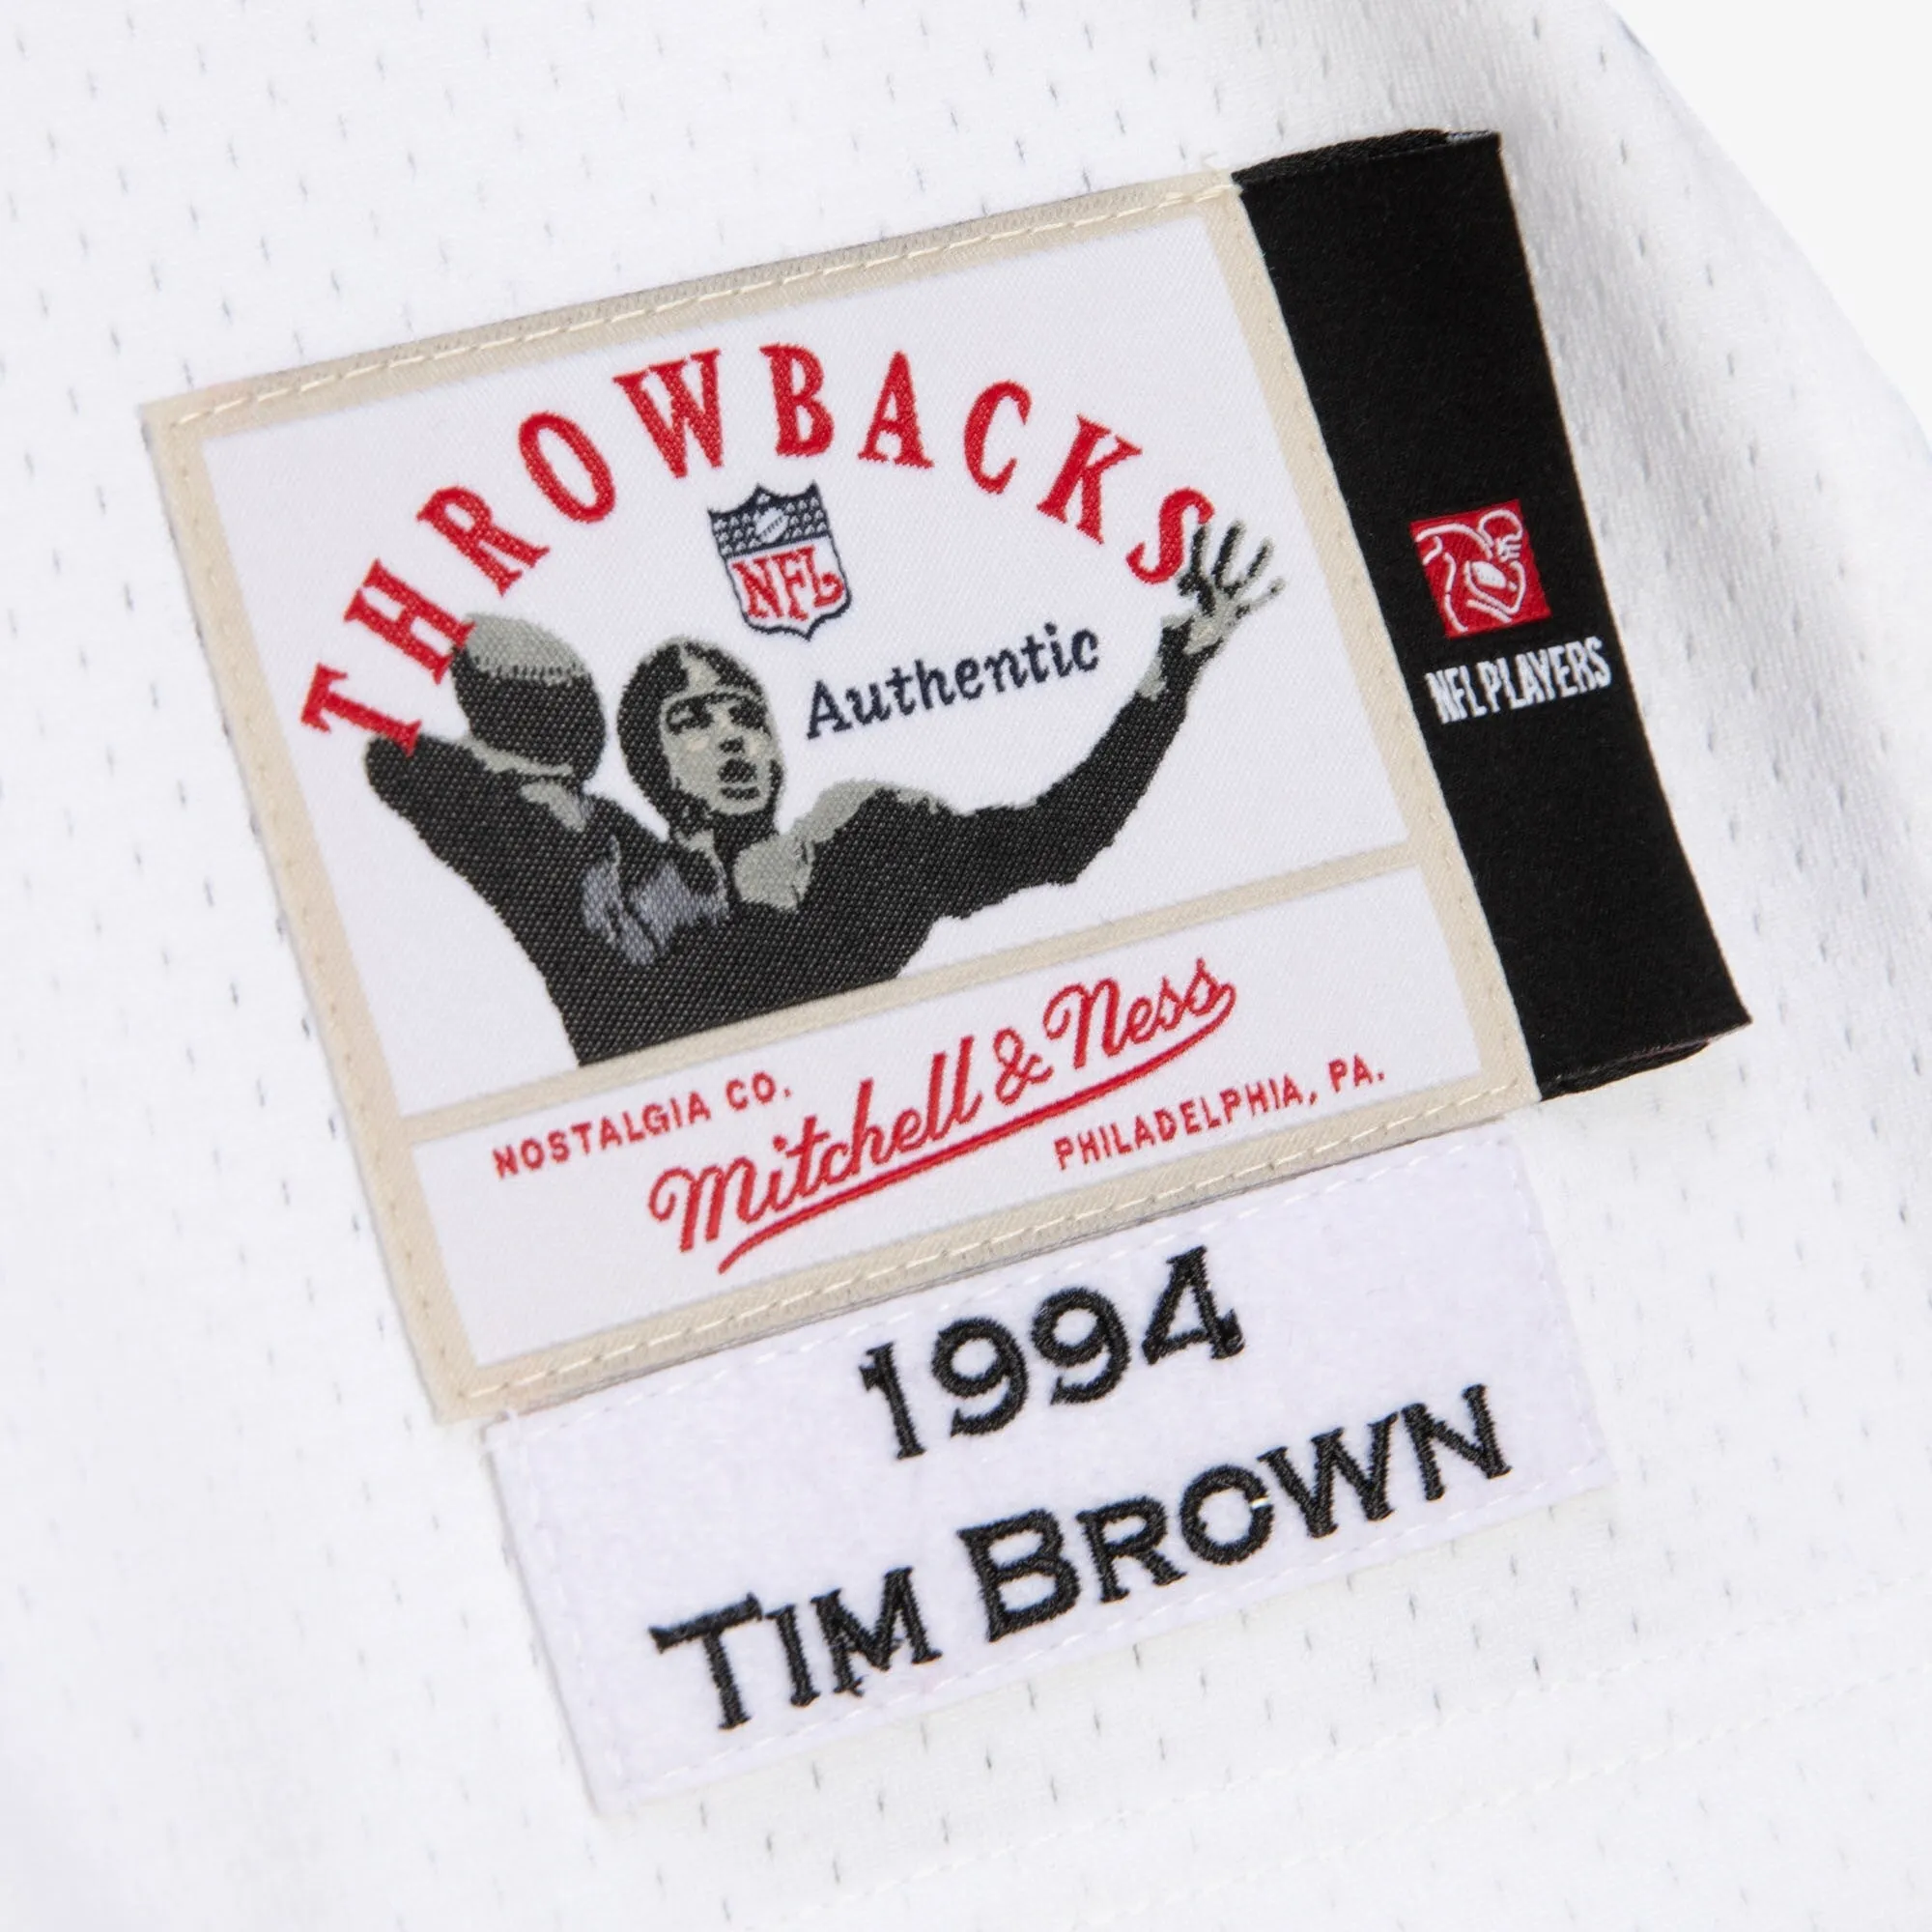 THROWBACKS
NFL
Authentic
NFL PLAYERS
NOSTALGIA CO.
Mitchell & Ness
PHILADELPHIA, PA.
1994
TIM BROWN